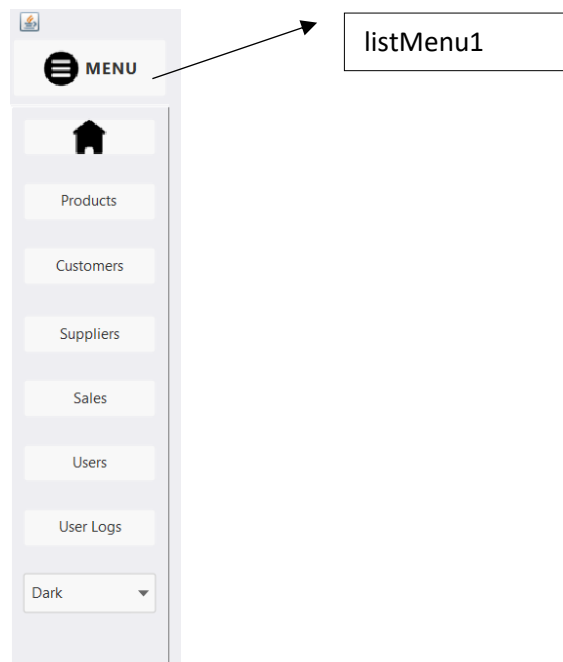 listMenu1
MENU
Products
Customers
Suppliers
Sales
Users
User Logs
Dark